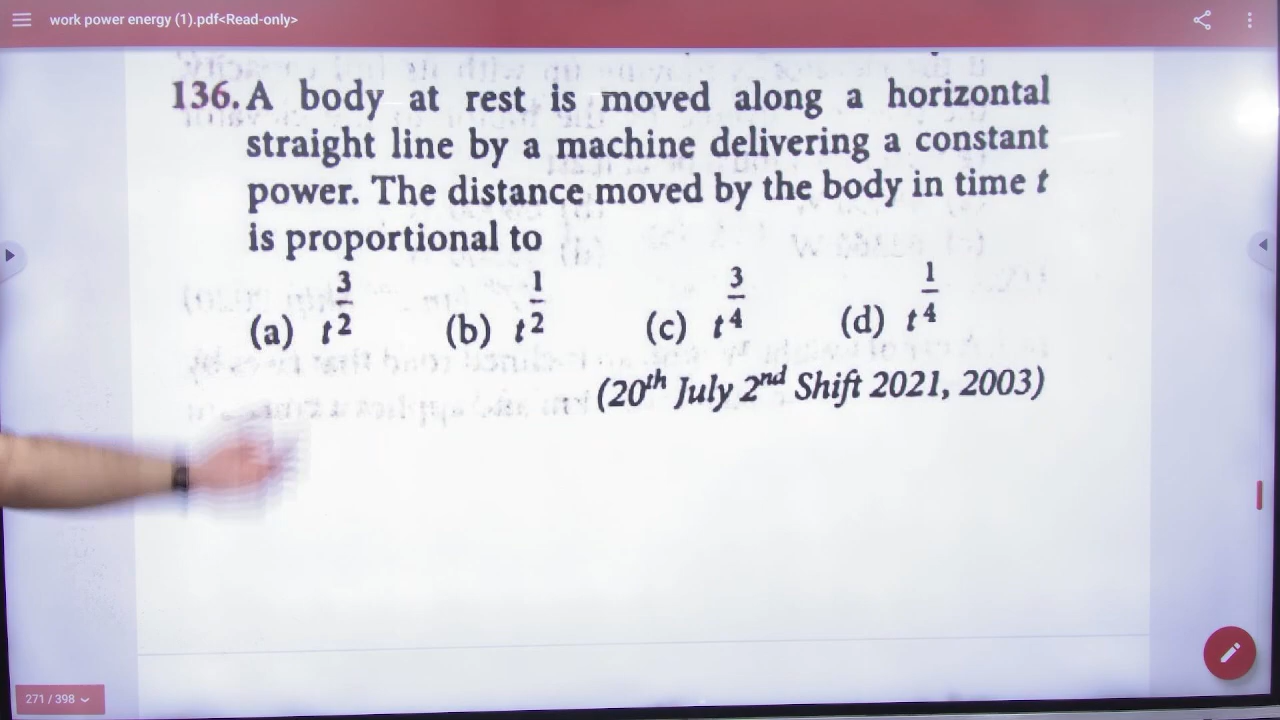 work power energy (1).pdf<Read-only>
136. A body at rest is moved along a horizontal
straight line by a machine delivering a constant
power. The distance moved by the body in time t
is proportional to
(a) t^{3/2} (b) t^{1/2} (c) t^{3/4} (d) t^{1/4}
(20th July 2nd Shift 2021, 2003)
271 / 398